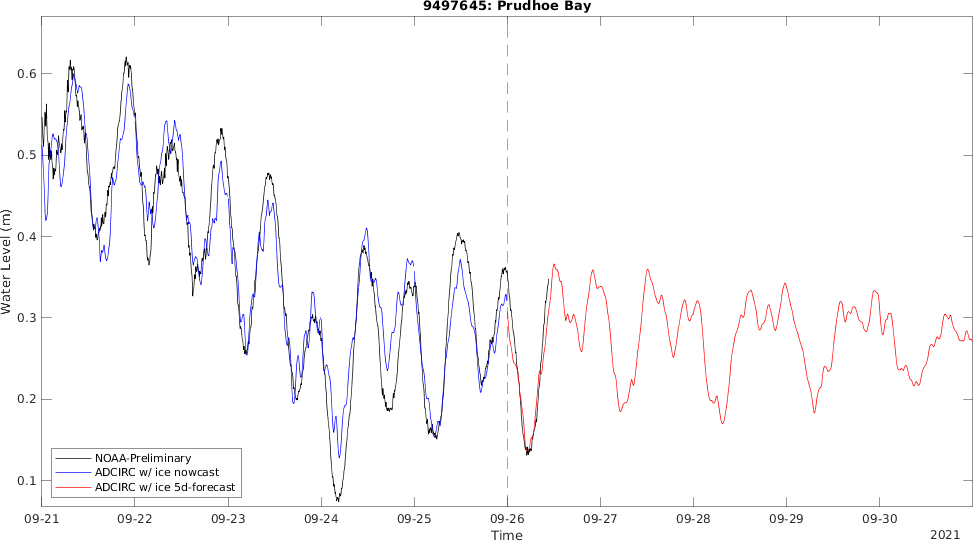 9497645: Prudhoe Bay
Water Level (m)
0.6
0.5
0.4
0.3
0.2
0.1
NOAA-Preliminary
ADCIRC w/ ice nowcast
ADCIRC w/ ice 5d-forecast
09-21 09-22 09-23 09-24 09-25 09-26 09-27 09-28 09-29 09-30
Time
2021